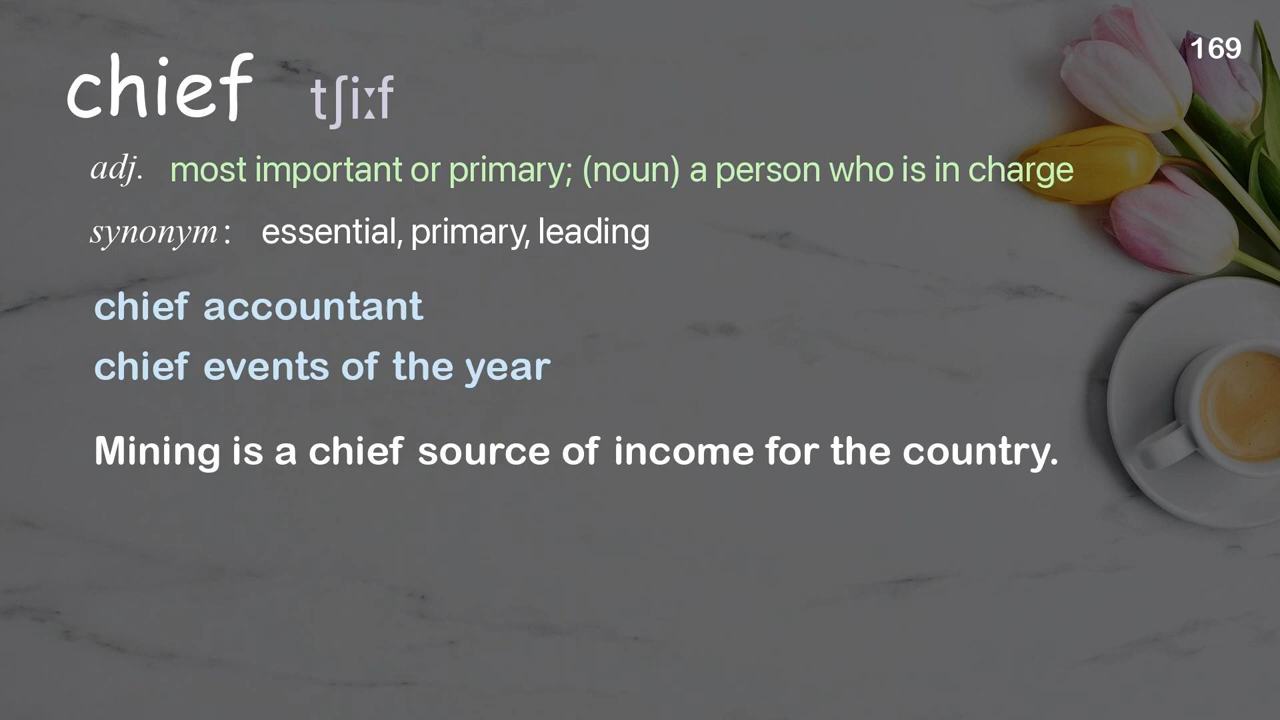 169
chief tʃiːf
adj. most important or primary; (noun) a person who is in charge
synonym: essential, primary, leading
chief accountant
chief events of the year
Mining is a chief source of income for the country.